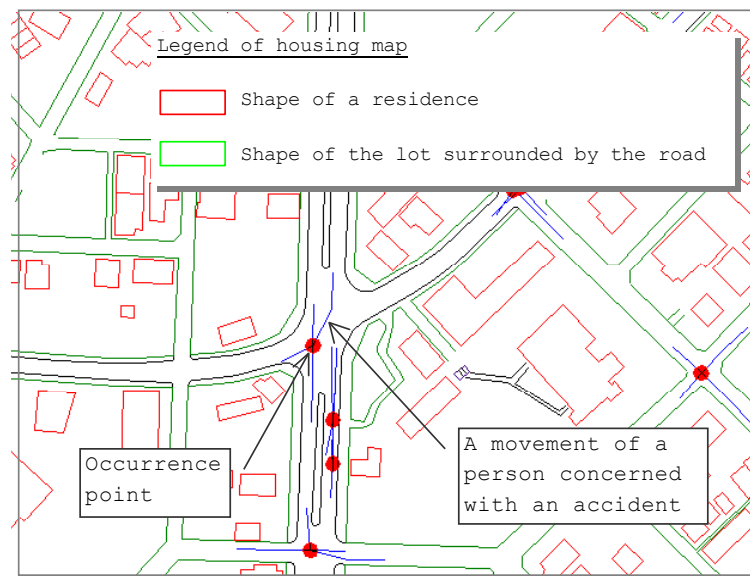 Legend of housing map
Shape of a residence
Shape of the lot surrounded by the road
Occurrence
point
A movement of a
person concerned
with an accident